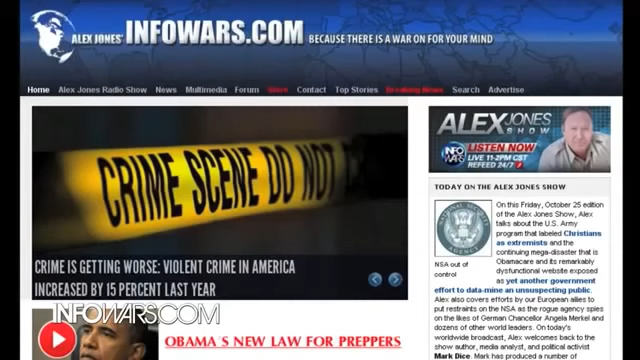 ALEX JONES' INFOWARS.COM BECAUSE THERE IS A WAR ON FOR YOUR MIND
Home Alex Jones Radio Show News Multimedia Forum Store Contact Top Stories Breaking News Search Advertise
CRIME SCENE DO NOT
CRIME IS GETTING WORSE: VIOLENT CRIME IN AMERICA
INCREASED BY 15 PERCENT LAST YEAR
INFOWARS.COM
OBAMA'S NEW LAW FOR PREPPERS
ALEX JONES
SHOW
INFO WARS
LISTEN NOW
LIVE 11-2PM CST
REFEED 24/7
TODAY ON THE ALEX JONES SHOW
NSA out of
control
On this Friday, October 25 edition
of the Alex Jones Show, Alex
talks about the U.S. Army
program that labeled Christians
as extremists and the
continuing mega-disaster that is
Obamacare and its remarkably
dysfunctional website exposed
as yet another government
effort to data-mine an unsuspecting public.
Alex also covers efforts by our European allies to
put restraints on the NSA as the rogue agency spies
on the likes of German Chancellor Angela Merkel and
dozens of other world leaders. On today's
worldwide broadcast, Alex welcomes back to the
show author, media analyst, and political activist
Mark Dice. Mark has produced a number of